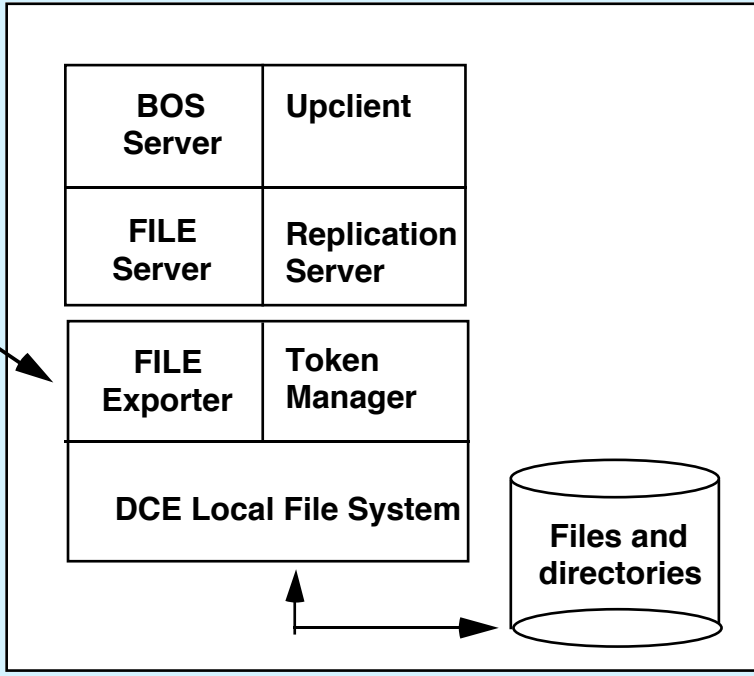 BOS
Server
Upclient
FILE
Server
Replication
Server
FILE
Exporter
Token
Manager
DCE Local File System
Files and
directories